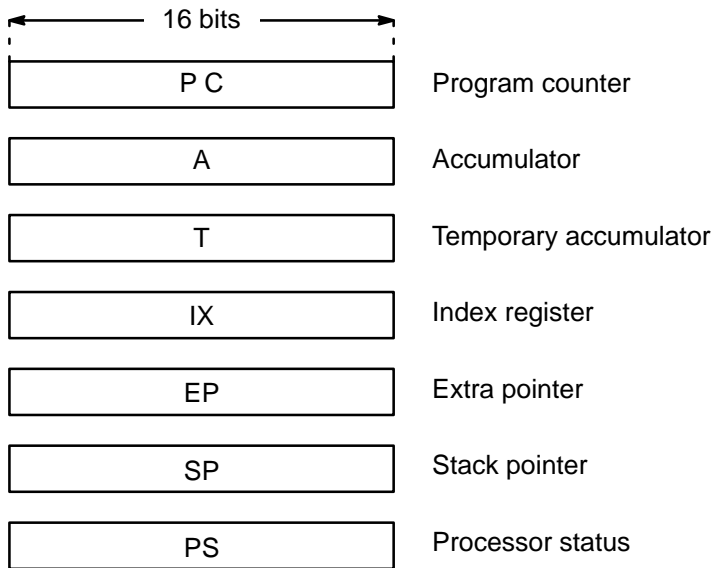 16 bits
P C Program counter
A Accumulator
T Temporary accumulator
IX Index register
EP Extra pointer
SP Stack pointer
PS Processor status